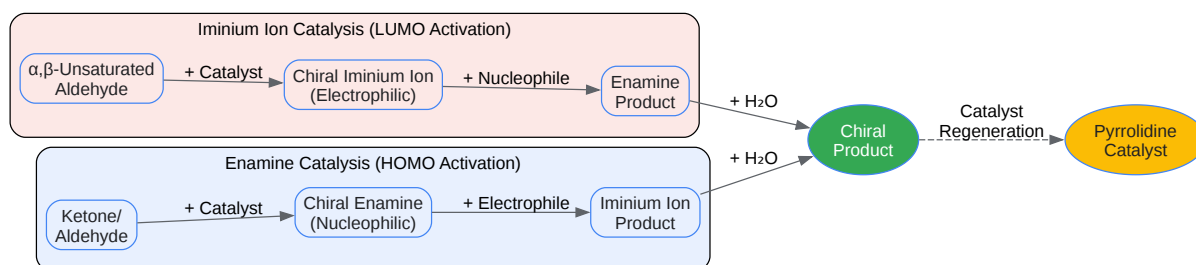 Iminium Ion Catalysis (LUMO Activation)
α,β-Unsaturated
Aldehyde
+ Catalyst
Chiral Iminium Ion
(Electrophilic)
+ Nucleophile
Enamine
Product
+ H₂O
Enamine Catalysis (HOMO Activation)
Ketone/
Aldehyde
+ Catalyst
Chiral Enamine
(Nucleophilic)
+ Electrophile
Iminium Ion
Product
+ H₂O
Chiral
Product
Catalyst
Regeneration
Pyrrolidine
Catalyst